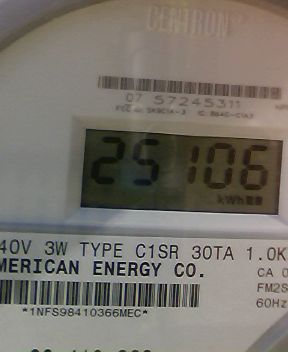 CENTRON
07 57245311
25106
kWh
40V 3W TYPE C1SR 30TA 1.0K
MERICAN ENERGY CO.
CA 0
FM2S
60Hz
*1NFS98410366MEC*